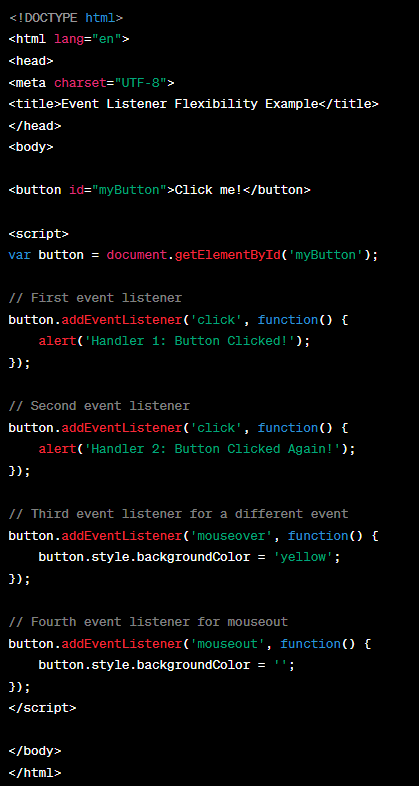 <!DOCTYPE html>
<html lang="en">
<head>
<meta charset="UTF-8">
<title>Event Listener Flexibility Example</title>
</head>
<body>
<button id="myButton">Click me!</button>
<script>
var button = document.getElementById('myButton');
// First event listener
button.addEventListener('click', function() {
    alert('Handler 1: Button Clicked!');
});
// Second event listener
button.addEventListener('click', function() {
    alert('Handler 2: Button Clicked Again!');
});
// Third event listener for a different event
button.addEventListener('mouseover', function() {
    button.style.backgroundColor = 'yellow';
});
// Fourth event listener for mouseout
button.addEventListener('mouseout', function() {
    button.style.backgroundColor = '';
});
</script>
</body>
</html>